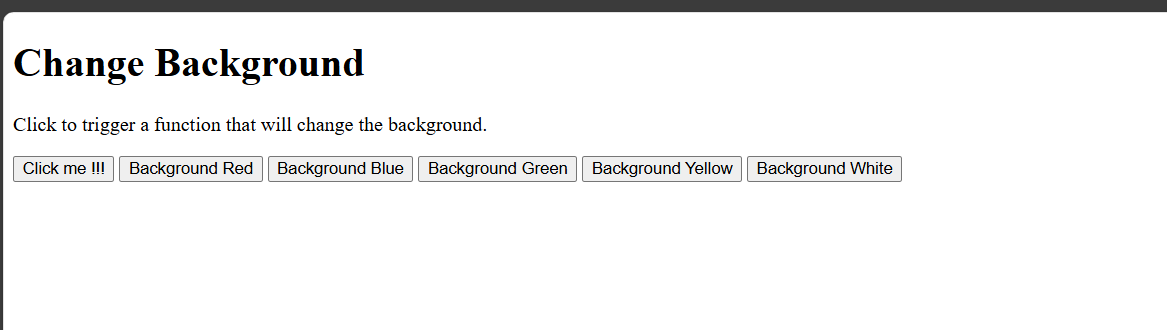 Change Background
Click to trigger a function that will change the background.
Click me !!! Background Red Background Blue Background Green Background Yellow Background White